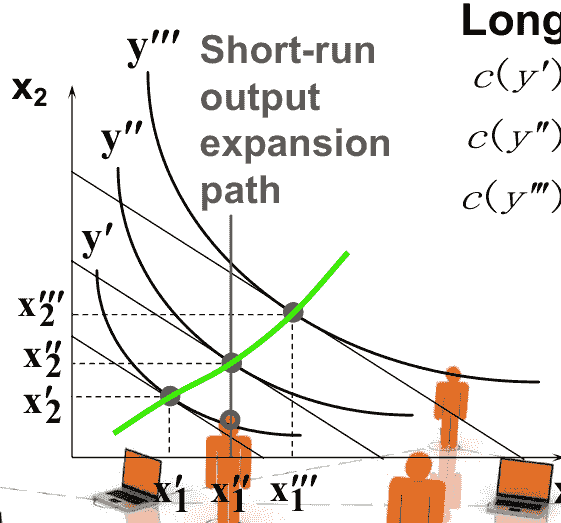 Long
y‴
Short-run
output
expansion
path
x₂
c(y′)
y″
c(y″)
c(y‴)
y′
x₂‴
x₂″
x₂′
x₁′ x₁″ x₁‴